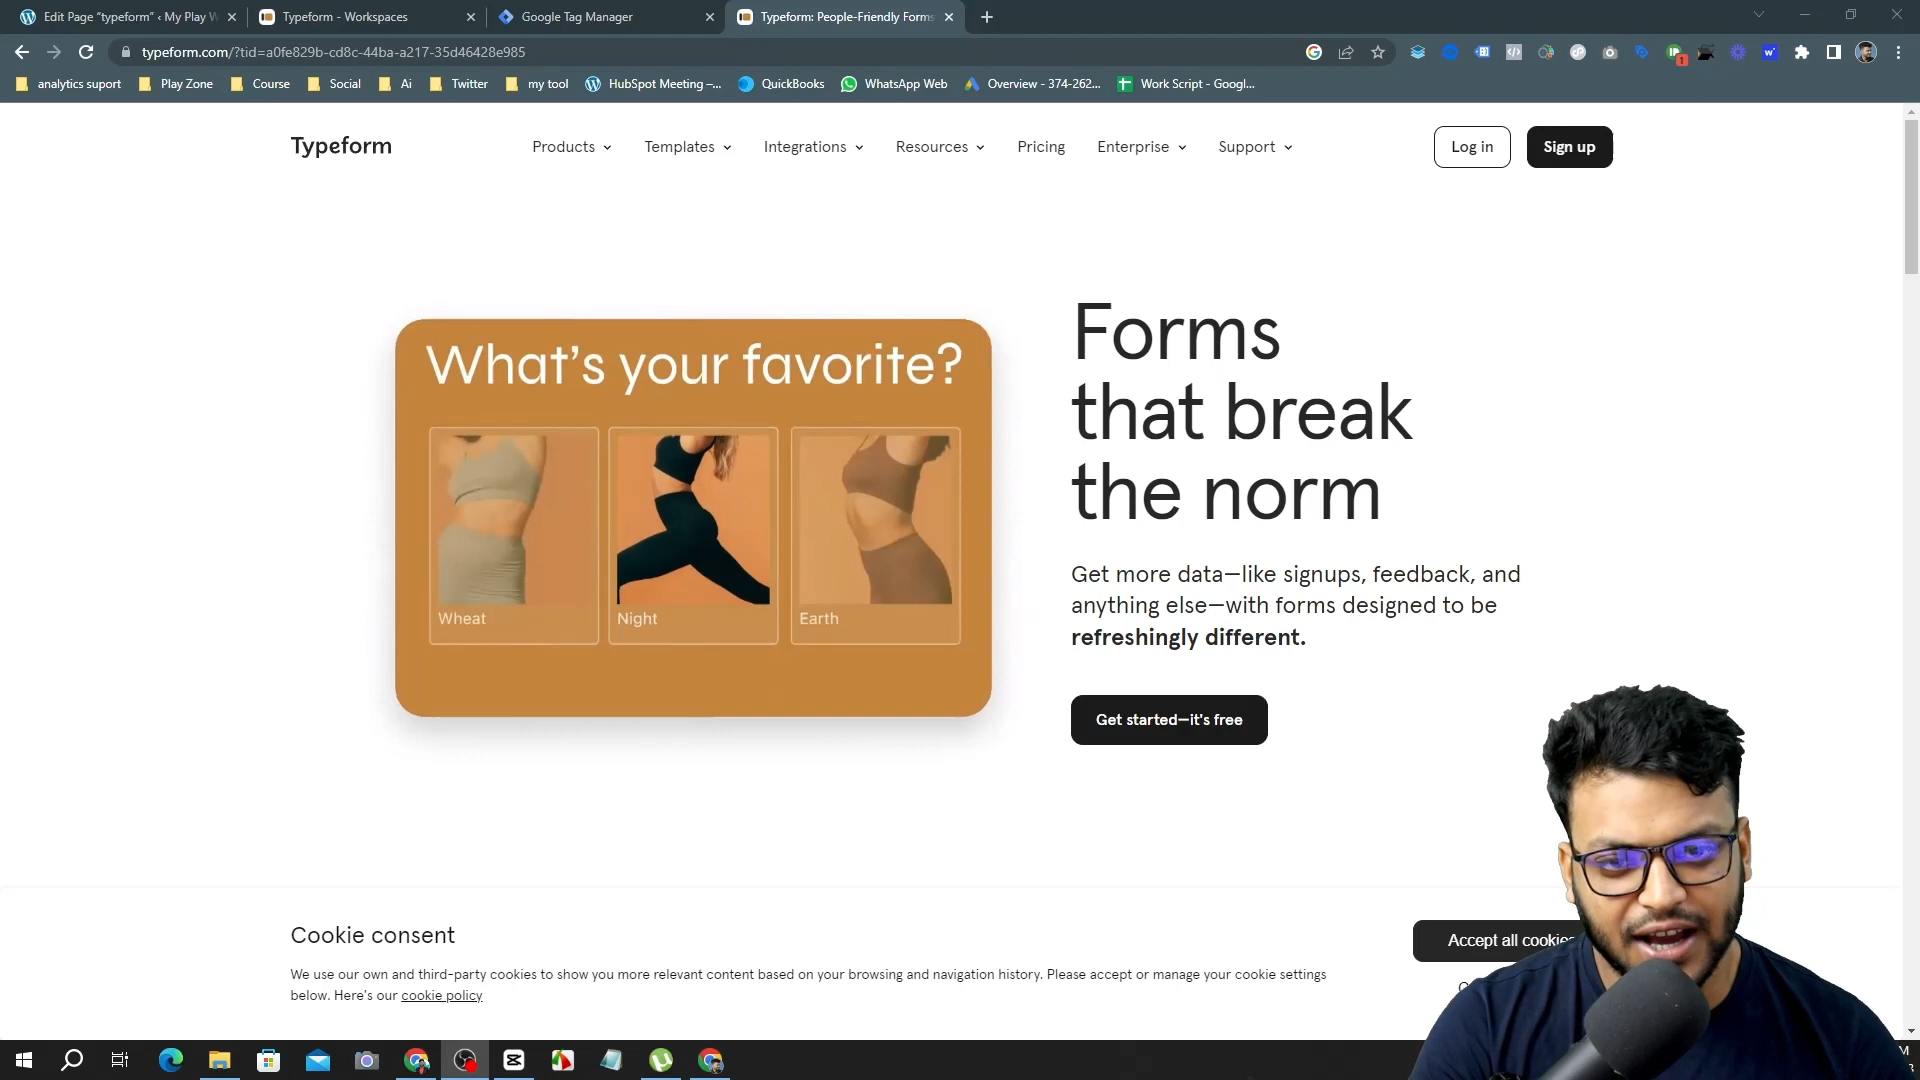 Edit Page “typeform” ‹ My Play W
Typeform - Workspaces
Google Tag Manager
Typeform: People-Friendly Forms
typeform.com/?tid=a0fe829b-cd8c-44ba-a217-35d46428e985
analytics suport
Play Zone
Course
Social
Ai
Twitter
my tool
HubSpot Meeting –...
QuickBooks
WhatsApp Web
Overview - 374-262...
Work Script - Googl...
Typeform
Products
Templates
Integrations
Resources
Pricing
Enterprise
Support
Log in
Sign up
What’s your favorite?
Wheat
Night
Earth
Forms
that break
the norm
Get more data—like signups, feedback, and
anything else—with forms designed to be
refreshingly different.
Get started—it's free
Cookie consent
We use our own and third-party cookies to show you more relevant content based on your browsing and navigation history. Please accept or manage your cookie settings
below. Here's our cookie policy
Accept all cookies